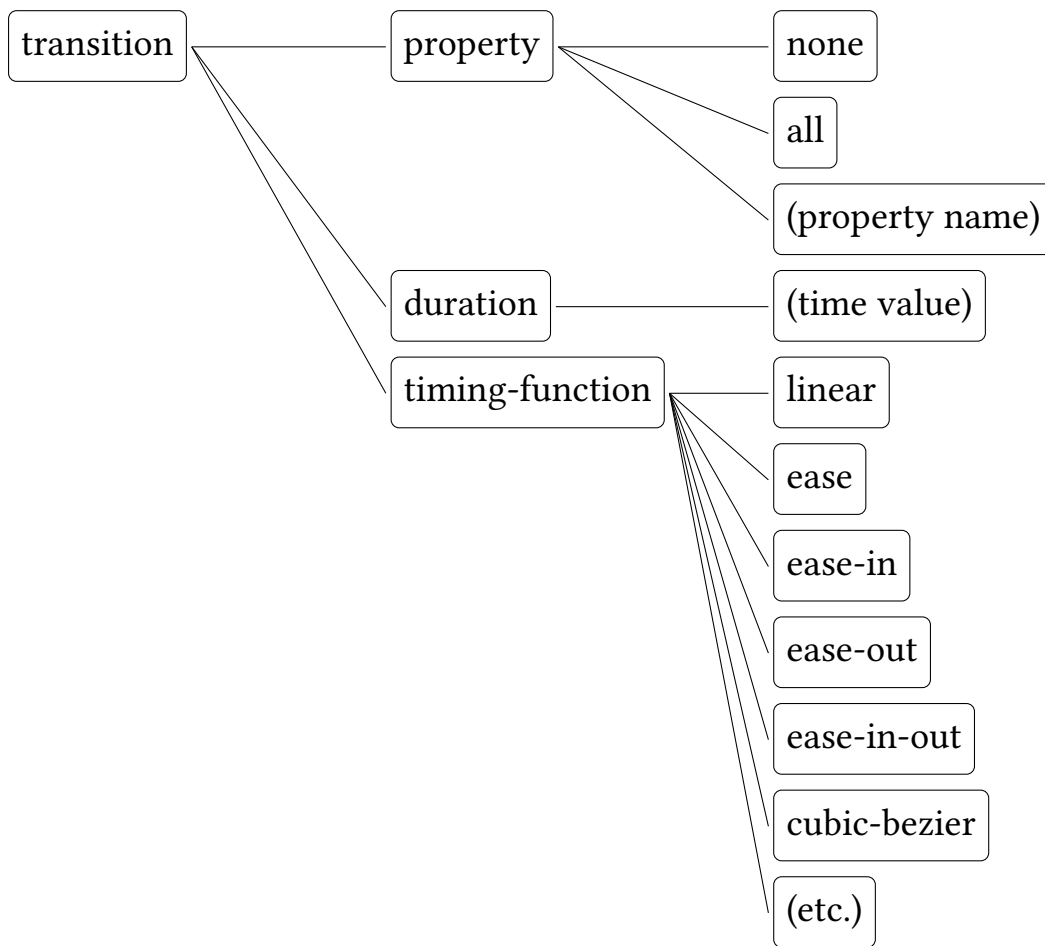 transition
property
none
all
(property name)
duration
(time value)
timing-function
linear
ease
ease-in
ease-out
ease-in-out
cubic-bezier
(etc.)